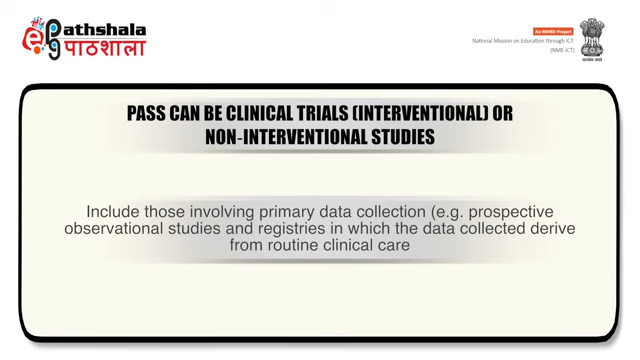 ePathshala
पाठशाला
An MHRD Project
National Mission on Education through ICT
(NME-ICT)
PASS CAN BE CLINICAL TRIALS (INTERVENTIONAL) OR
NON-INTERVENTIONAL STUDIES
Include those involving primary data collection (e.g. prospective
observational studies and registries in which the data collected derive
from routine clinical care